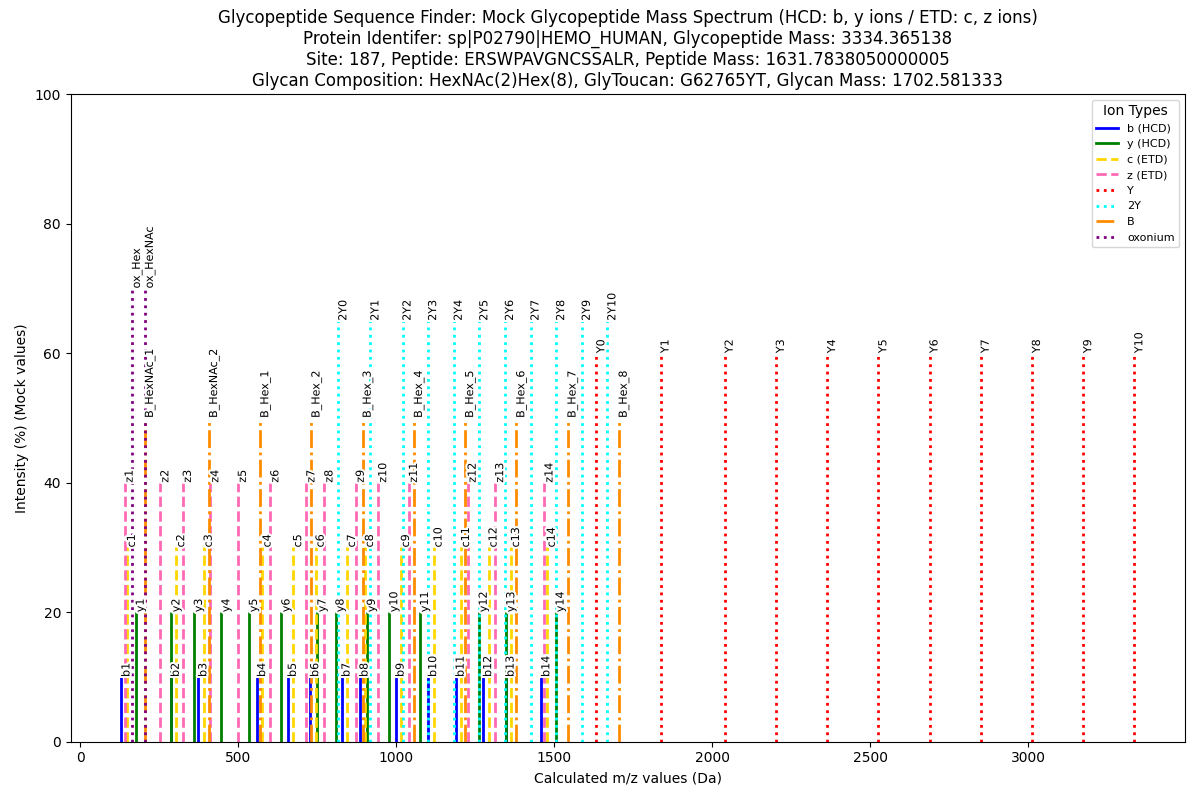 Glycopeptide Sequence Finder: Mock Glycopeptide Mass Spectrum (HCD: b, y ions / ETD: c, z ions)
Protein Identifer: sp|P02790|HEMO_HUMAN, Glycopeptide Mass: 3334.365138
Site: 187, Peptide: ERSWPAVGNCSSALR, Peptide Mass: 1631.7838050000005
Glycan Composition: HexNAc(2)Hex(8), GlyToucan: G62765YT, Glycan Mass: 1702.581333
Intensity (%) (Mock values)
100
80
60
40
20
0
Ion Types
b (HCD)
y (HCD)
c (ETD)
z (ETD)
Y
2Y
B
oxonium
ox_Hex
ox_HexNAc
2Y0
2Y1
2Y2
2Y3
2Y4
2Y5
2Y6
2Y7
2Y8
2Y9
2Y10
Y0
Y1
Y2
Y3
Y4
Y5
Y6
Y7
Y8
Y9
Y10
B_HexNAc_1
B_HexNAc_2
B_Hex_1
B_Hex_2
B_Hex_3
B_Hex_4
B_Hex_5
B_Hex_6
B_Hex_7
B_Hex_8
z1
z2
z3
z4
z5
z6
z7
z8
z9
z10
z11
z12
z13
z14
c1
c2
c3
c4
c5
c6
c7
c8
c9
c10
c11
c12
c13
c14
y1
y2
y3
y4
y5
y6
y7
y8
y9
y10
y11
y12
y13
y14
b1
b2
b3
b4
b5
b6
b7
b8
b9
b10
b11
b12
b13
b14
0
500
1000
1500
2000
2500
3000
Calculated m/z values (Da)